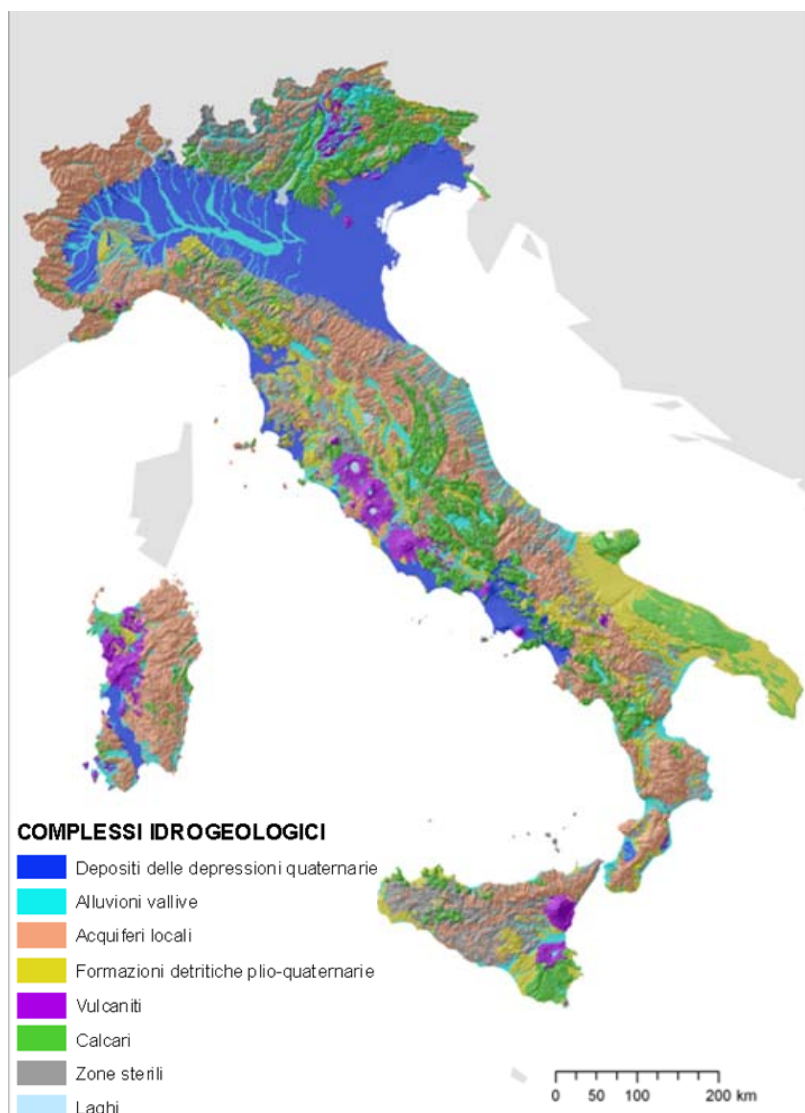 COMPLESSI IDROGEOLOGICI
Depositi delle depressioni quaternarie
Alluvioni vallive
Acquiferi locali
Formazioni detritiche plio-quaternarie
Vulcaniti
Calcari
Zone sterili
Laghi
0 50 100 200 km